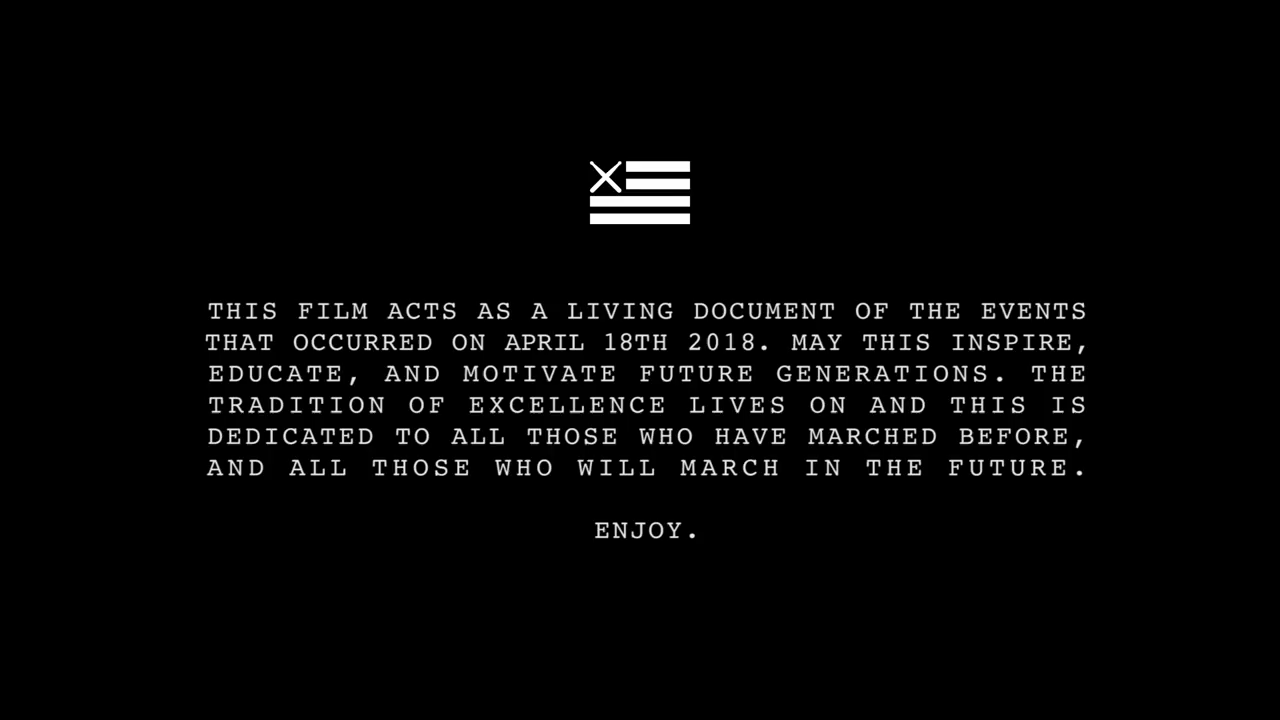 THIS FILM ACTS AS A LIVING DOCUMENT OF THE EVENTS
THAT OCCURRED ON APRIL 18TH 2018. MAY THIS INSPIRE,
EDUCATE, AND MOTIVATE FUTURE GENERATIONS. THE
TRADITION OF EXCELLENCE LIVES ON AND THIS IS
DEDICATED TO ALL THOSE WHO HAVE MARCHED BEFORE,
AND ALL THOSE WHO WILL MARCH IN THE FUTURE.
ENJOY.